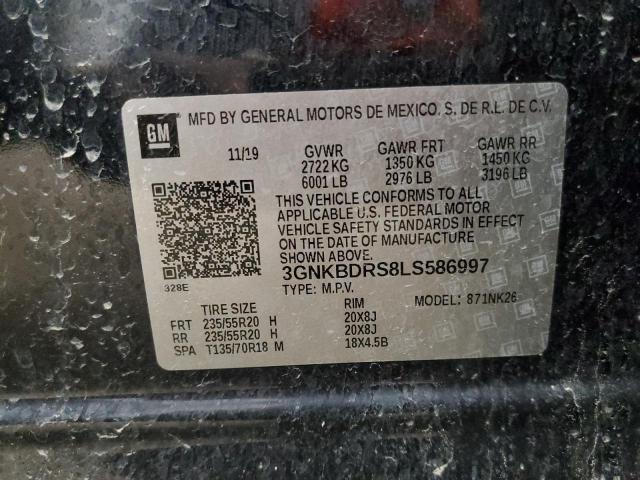 GM
MFD BY GENERAL MOTORS DE MEXICO. S. DE R.L. DE C.V.
11/19 GVWR GAWR FRT GAWR RR
2722 KG 1350 KG 1450 KG
6001 LB 2976 LB 3196 LB
THIS VEHICLE CONFORMS TO ALL
APPLICABLE U.S. FEDERAL MOTOR
VEHICLE SAFETY STANDARDS IN EFFECT
ON THE DATE OF MANUFACTURE
SHOWN ABOVE.
328E
3GNKBDRS8LS586997
TYPE: M.P.V. MODEL: 871NK26
TIRE SIZE RIM
FRT 235/55R20 H 20X8J
RR 235/55R20 H 20X8J
SPA T135/70R18 M 18X4.5B